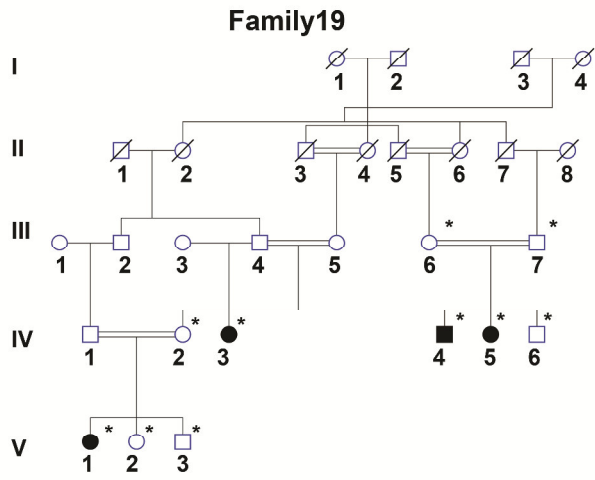 Family19
I
1 2 3 4
II
1 2 3 4 5 6 7 8
III
* *
1 2 3 4 5 6 7
IV
* * * * *
1 2 3 4 5 6
V
* * *
1 2 3